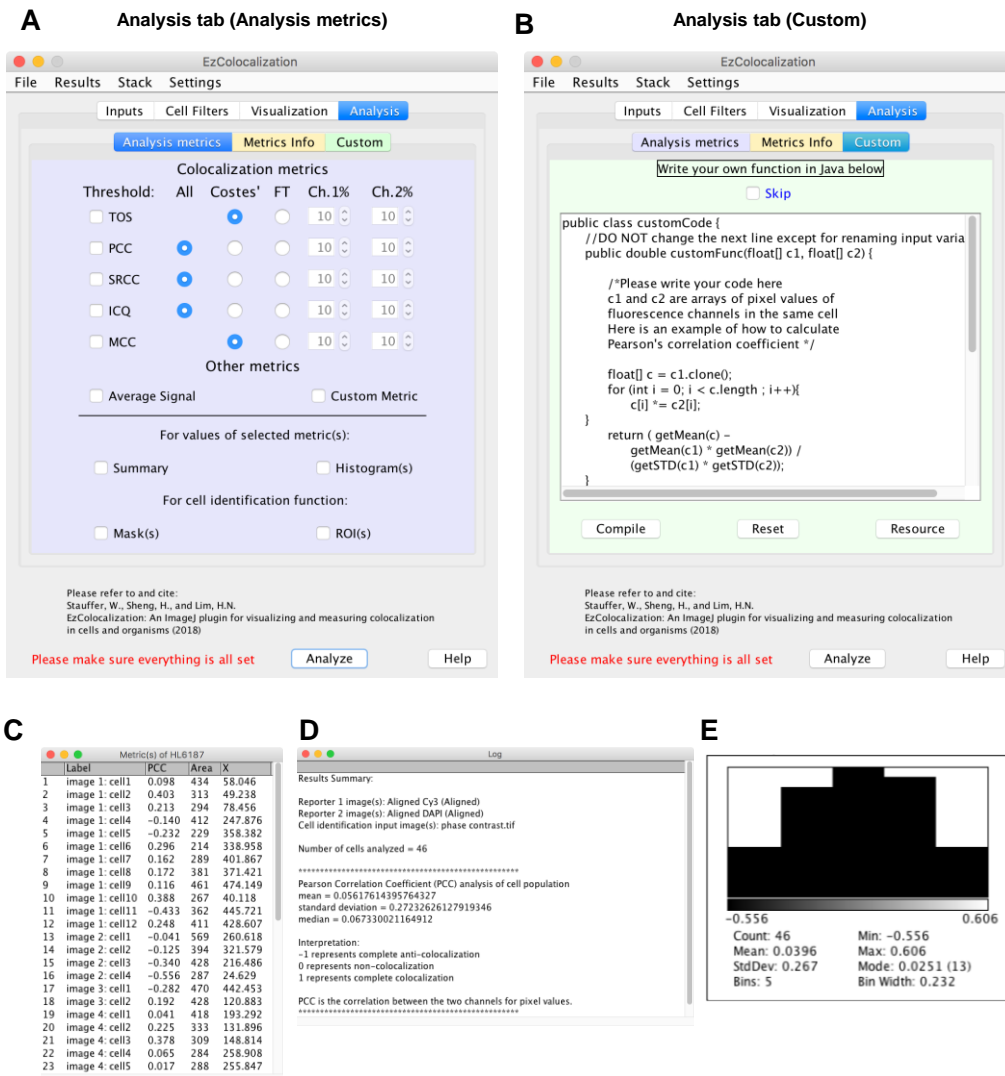 A
Analysis tab (Analysis metrics)
EzColocalization
File Results Stack Settings
Inputs Cell Filters Visualization Analysis
Analysis metrics Metrics Info Custom
Colocalization metrics
Threshold: All Costes' FT Ch.1% Ch.2%
TOS 10 10
PCC 10 10
SRCC 10 10
ICQ 10 10
MCC 10 10
Other metrics
Average Signal Custom Metric
For values of selected metric(s):
Summary Histogram(s)
For cell identification function:
Mask(s) ROI(s)
Please refer to and cite:
Stauffer, W., Sheng, H., and Lim, H.N.
EzColocalization: An ImageJ plugin for visualizing and measuring colocalization
in cells and organisms (2018)
Please make sure everything is all set Analyze Help
B
Analysis tab (Custom)
EzColocalization
File Results Stack Settings
Inputs Cell Filters Visualization Analysis
Analysis metrics Metrics Info Custom
Write your own function in Java below
Skip
public class customCode {
//DO NOT change the next line except for renaming input varia
public double customFunc(float[] c1, float[] c2) {
/*Please write your code here
c1 and c2 are arrays of pixel values of
fluorescence channels in the same cell
Here is an example of how to calculate
Pearson's correlation coefficient */
float[] c = c1.clone();
for (int i = 0; i < c.length ; i++){
c[i] *= c2[i];
}
return ( getMean(c) -
getMean(c1) * getMean(c2)) /
(getSTD(c1) * getSTD(c2));
}
Compile Reset Resource
Please refer to and cite:
Stauffer, W., Sheng, H., and Lim, H.N.
EzColocalization: An ImageJ plugin for visualizing and measuring colocalization
in cells and organisms (2018)
Please make sure everything is all set Analyze Help
C
Metric(s) of HL6187
Label PCC Area X
1 image 1: cell1 0.098 434 58.046
2 image 1: cell2 0.403 313 49.238
3 image 1: cell3 0.213 294 78.456
4 image 1: cell4 -0.140 412 247.876
5 image 1: cell5 -0.232 229 358.382
6 image 1: cell6 0.296 214 338.958
7 image 1: cell7 0.162 289 401.867
8 image 1: cell8 0.172 381 371.421
9 image 1: cell9 0.116 461 474.149
10 image 1: cell10 0.388 267 40.118
11 image 1: cell11 -0.433 362 445.721
12 image 1: cell12 0.248 411 428.607
13 image 2: cell1 -0.041 569 260.618
14 image 2: cell2 -0.125 394 321.579
15 image 2: cell3 -0.340 428 216.486
16 image 2: cell4 -0.556 287 24.629
17 image 3: cell1 -0.282 470 442.453
18 image 3: cell2 0.192 428 120.883
19 image 4: cell1 0.041 418 193.292
20 image 4: cell2 0.225 333 131.896
21 image 4: cell3 0.378 309 148.814
22 image 4: cell4 0.065 284 258.908
23 image 4: cell5 0.017 288 255.847
D
Log
Results Summary:
Reporter 1 image(s): Aligned Cy3 (Aligned)
Reporter 2 image(s): Aligned DAPI (Aligned)
Cell identification input image(s): phase contrast.tif
Number of cells analyzed = 46
**************************************************
Pearson Correlation Coefficient (PCC) analysis of cell population
mean = 0.05617614395764327
standard deviation = 0.27232626127919346
median = 0.067330021164912
Interpretation:
-1 represents complete anti-colocalization
0 represents non-colocalization
1 represents complete colocalization
PCC is the correlation between the two channels for pixel values.
**************************************************
E
-0.556 0.606
Count: 46 Min: -0.556
Mean: 0.0396 Max: 0.606
StdDev: 0.267 Mode: 0.0251 (13)
Bins: 5 Bin Width: 0.232